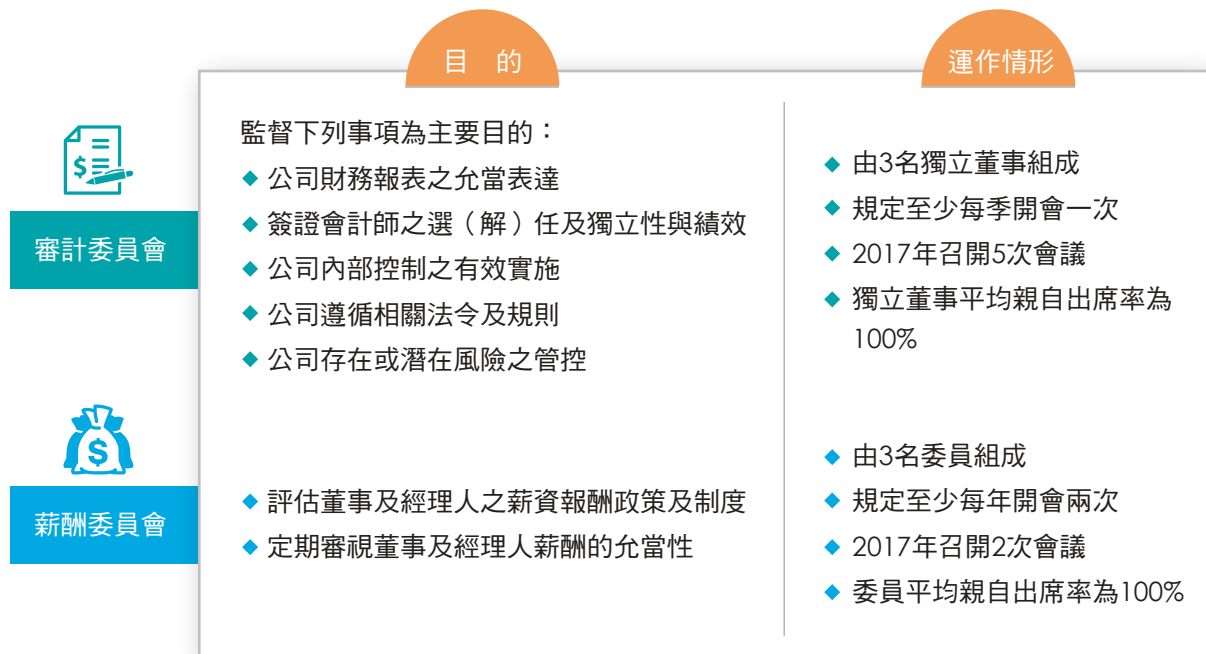 目 的
運作情形
審計委員會
監督下列事項為主要目的：
◆ 公司財務報表之允當表達
◆ 簽證會計師之選（解）任及獨立性與績效
◆ 公司內部控制之有效實施
◆ 公司遵循相關法令及規則
◆ 公司存在或潛在風險之管控
◆ 由3名獨立董事組成
◆ 規定至少每季開會一次
◆ 2017年召開5次會議
◆ 獨立董事平均親自出席率為
100%
薪酬委員會
◆ 評估董事及經理人之薪資報酬政策及制度
◆ 定期審視董事及經理人薪酬的允當性
◆ 由3名委員組成
◆ 規定至少每年開會兩次
◆ 2017年召開2次會議
◆ 委員平均親自出席率為100%